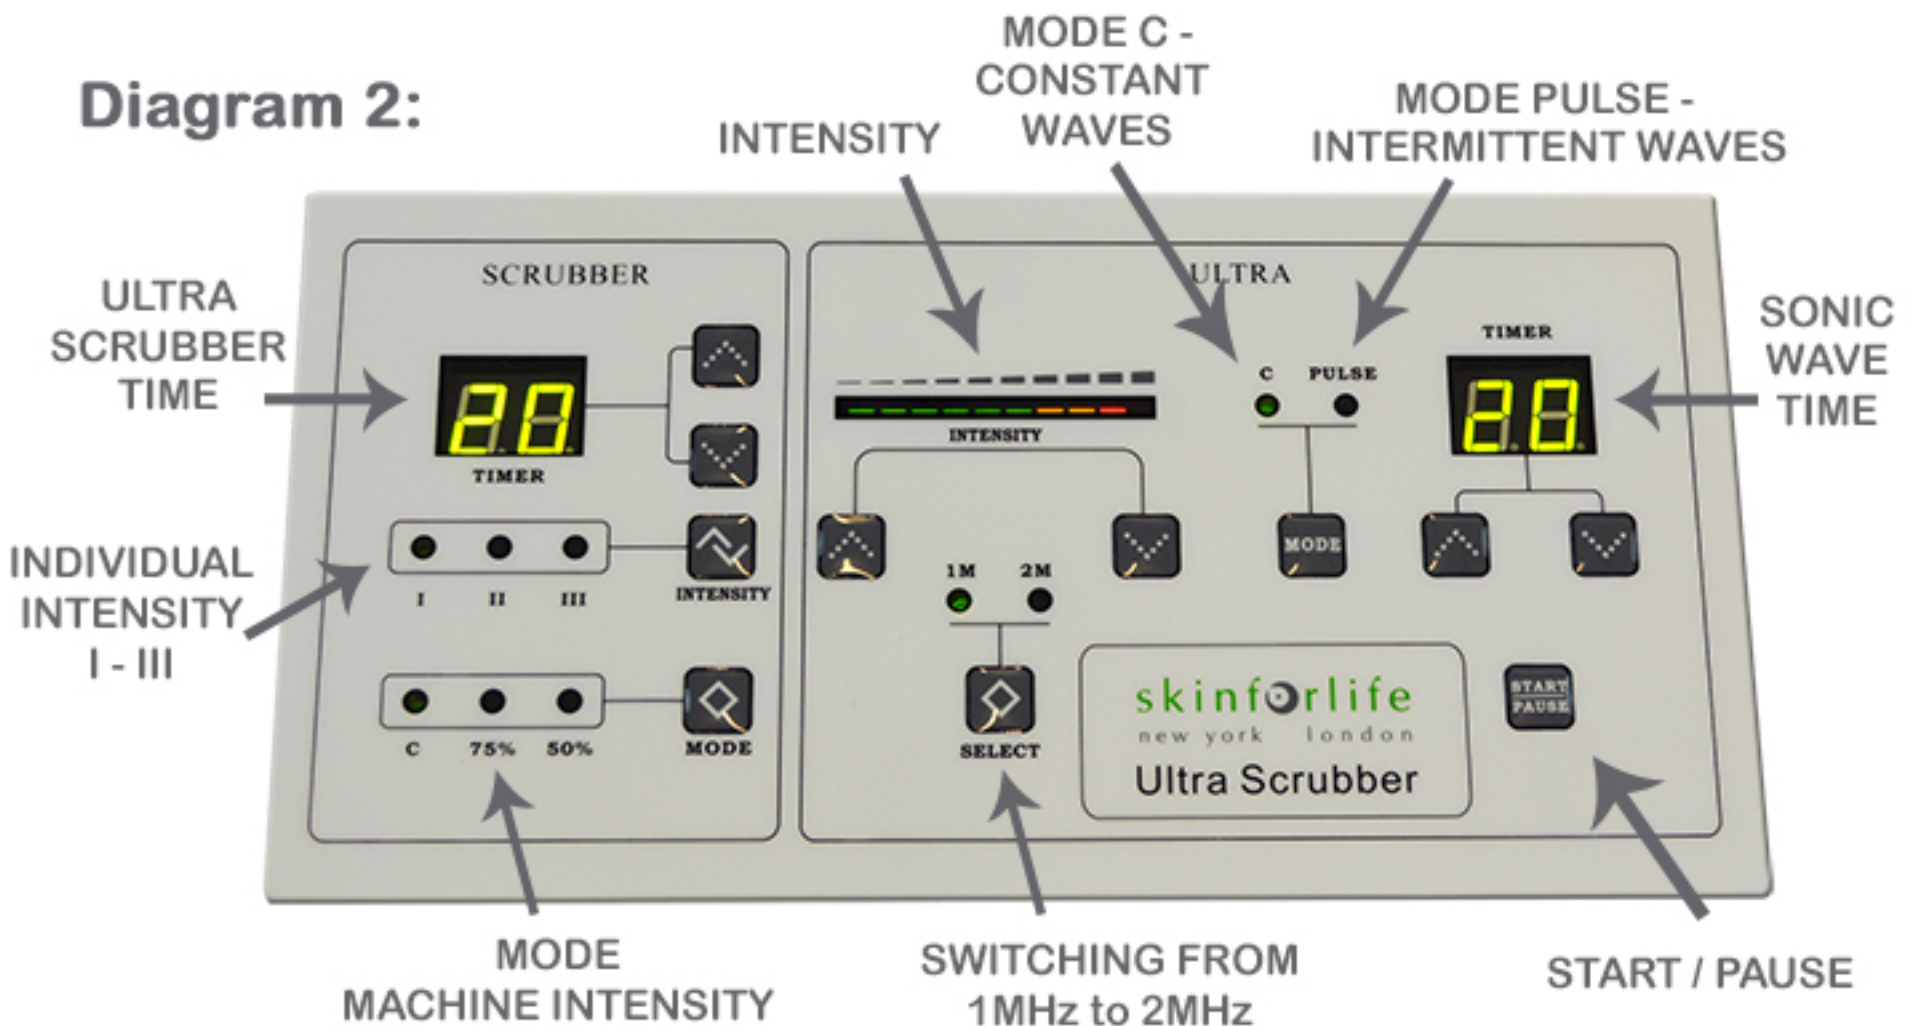 Diagram 2:
MODE C -
CONSTANT
WAVES
MODE PULSE -
INTERMITTENT WAVES
INTENSITY
ULTRA
SCRUBBER
TIME
SONIC
WAVE
TIME
INDIVIDUAL
INTENSITY
I - III
SCRUBBER
20
TIMER
I II III
INTENSITY
C 75% 50%
MODE
ULTRA
INTENSITY
C PULSE
MODE
TIMER
20
1M 2M
SELECT
skinforlife
new york london
Ultra Scrubber
START
PAUSE
MODE
MACHINE INTENSITY
SWITCHING FROM
1MHz to 2MHz
START / PAUSE